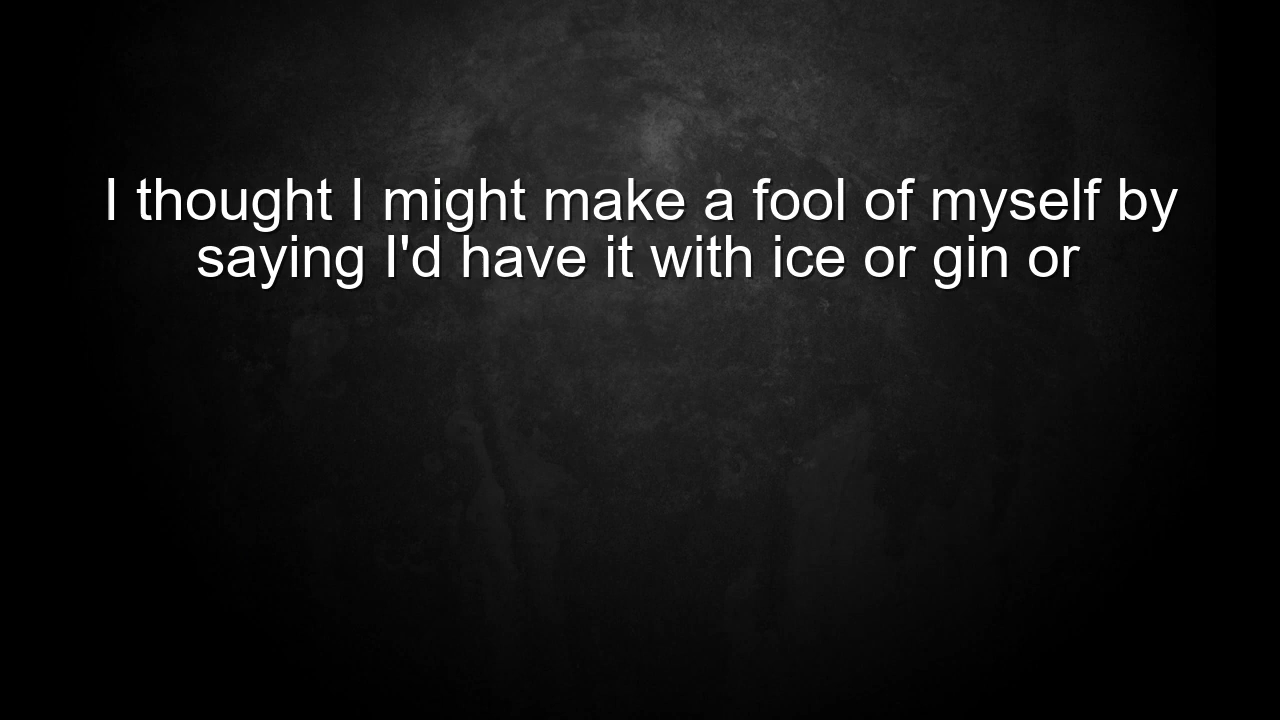 I thought I might make a fool of myself by
saying I'd have it with ice or gin or